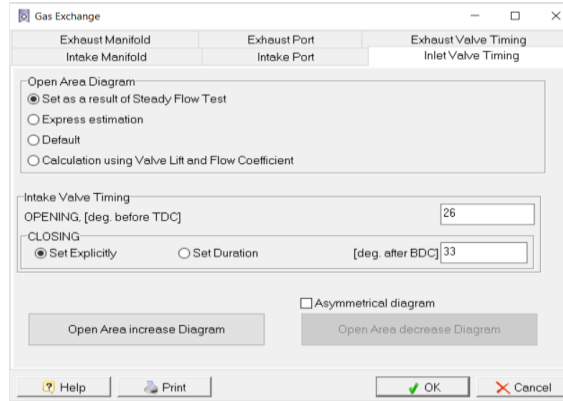 Gas Exchange
Exhaust Manifold Exhaust Port Exhaust Valve Timing
Intake Manifold Intake Port Inlet Valve Timing
Open Area Diagram
Set as a result of Steady Flow Test
Express estimation
Default
Calculation using Valve Lift and Flow Coefficient
Intake Valve Timing
OPENING, [deg. before TDC] 26
CLOSING
Set Explicitly Set Duration [deg. after BDC] 33
Asymmetrical diagram
Open Area increase Diagram Open Area decrease Diagram
Help Print OK Cancel